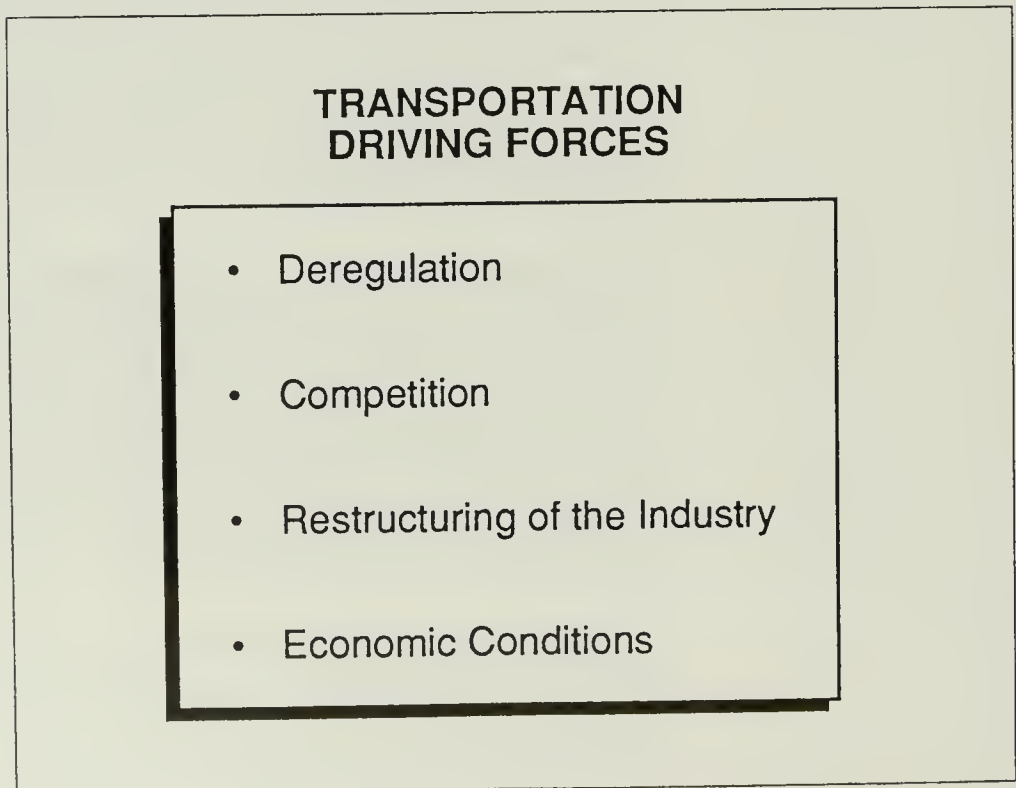 TRANSPORTATION
DRIVING FORCES
• Deregulation
• Competition
• Restructuring of the Industry
• Economic Conditions